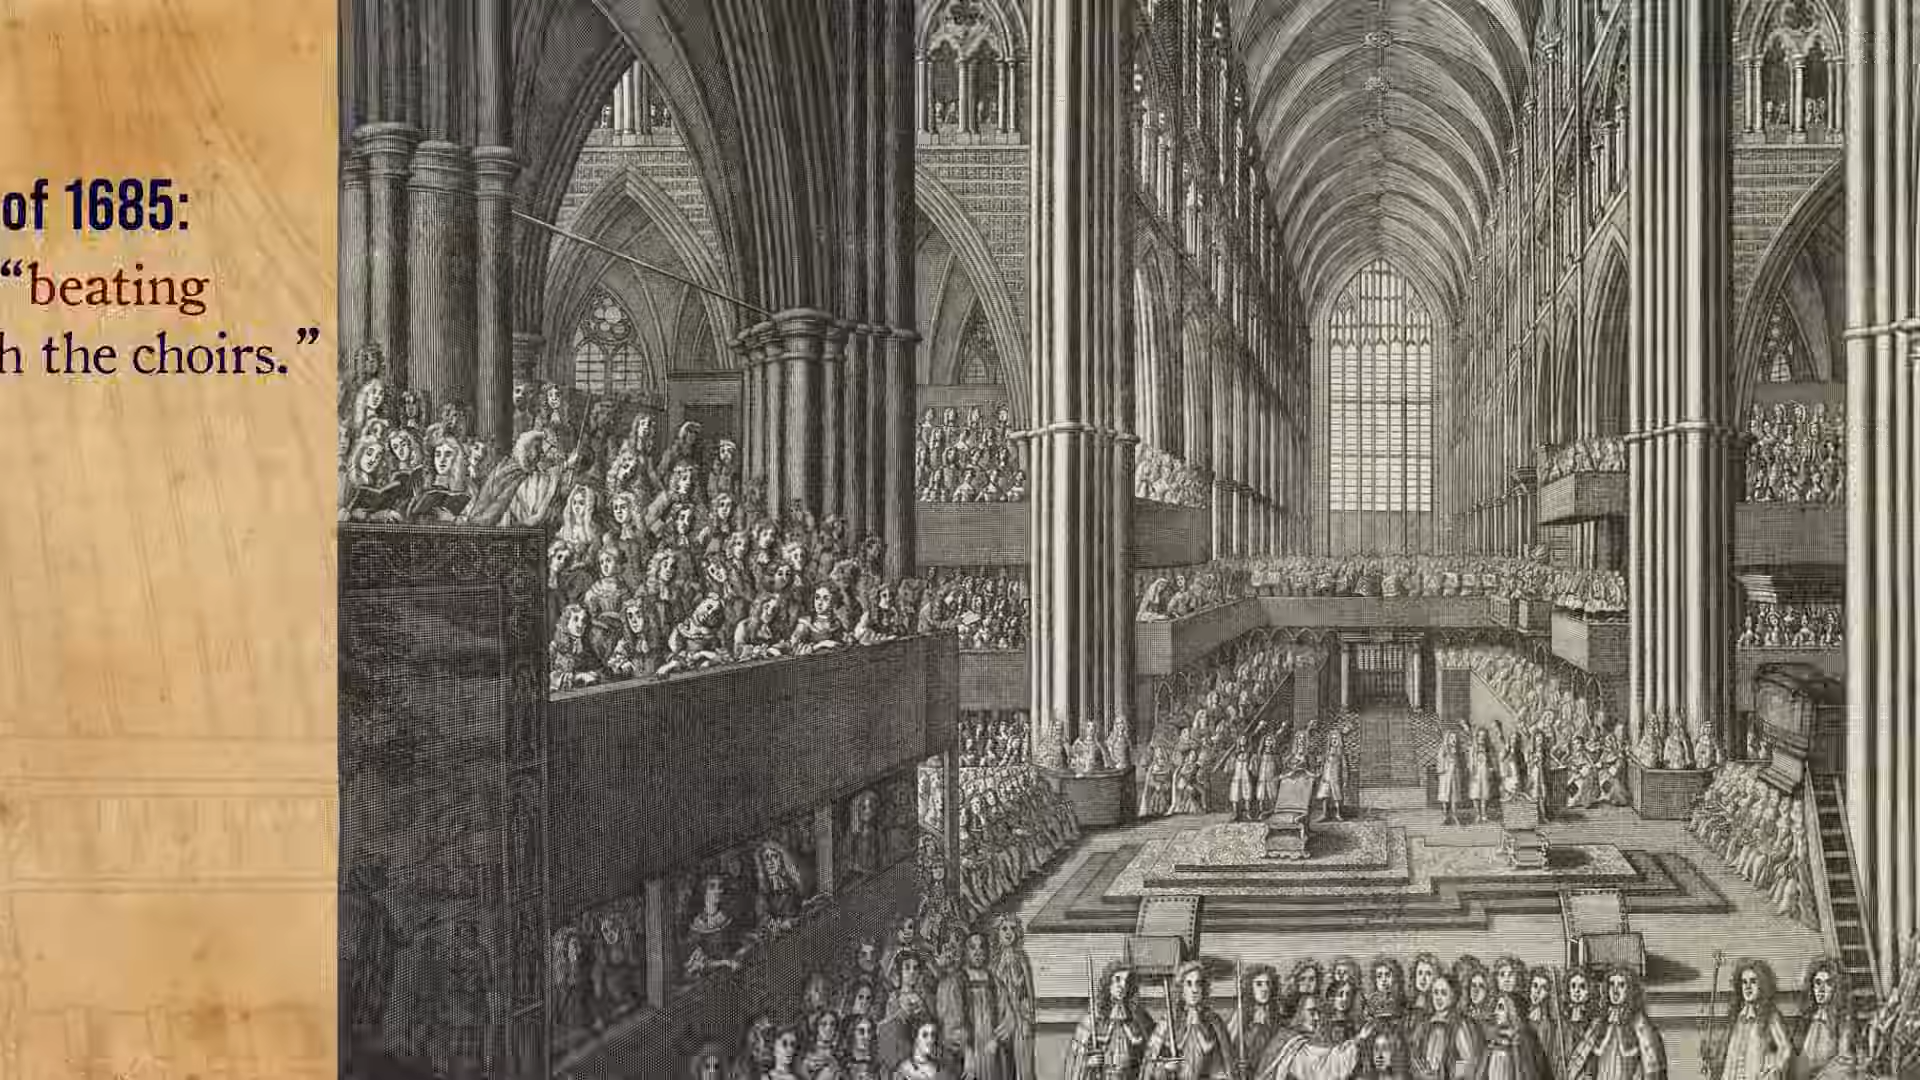 of 1685:
“beating
h the choirs.”